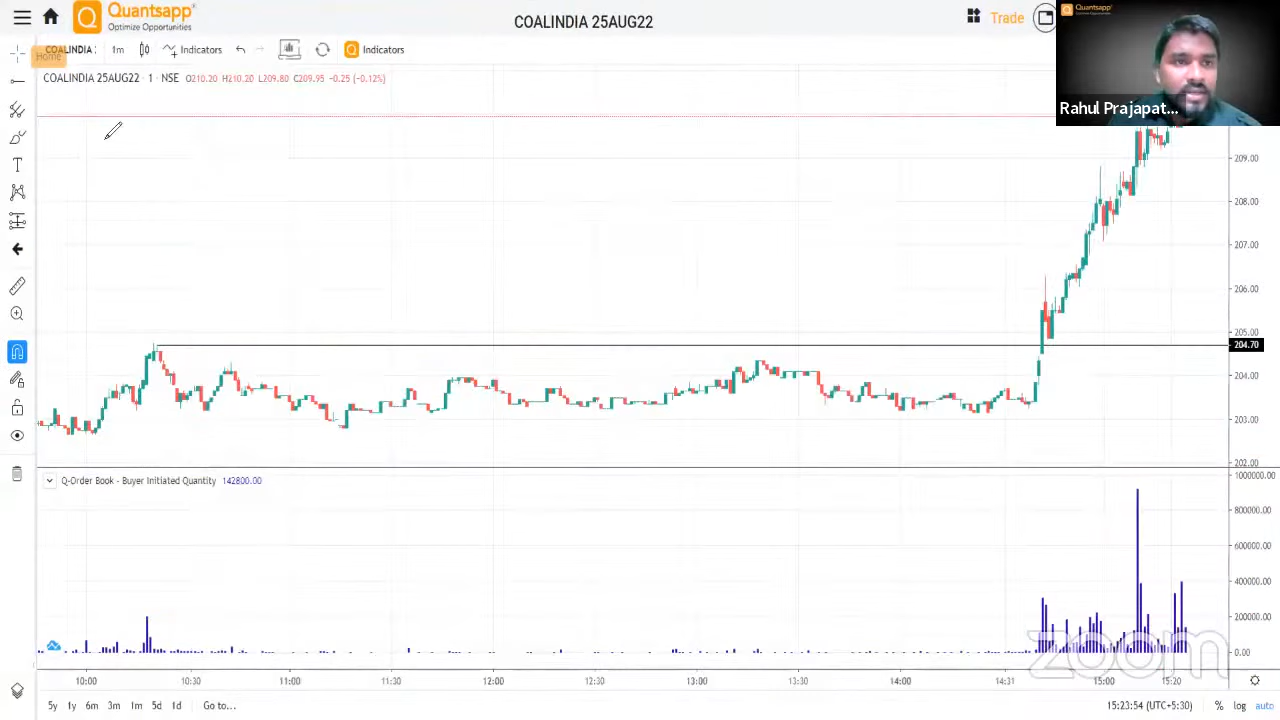 Quantsapp
Optimize Opportunities
COALINDIA 25AUG22
Trade
Quantsapp
Rahul Prajapat...
COALINDIA :
1m
Indicators
Indicators
Home
COALINDIA 25AUG22 · 1 · NSE O210.20 H210.20 L209.80 C209.95 -0.25 (-0.12%)
209.00
208.00
207.00
206.00
205.00
204.70
204.00
203.00
202.00
Q-Order Book - Buyer Initiated Quantity 142800.00
1000000.00
800000.00
600000.00
400000.00
200000.00
0.00
zoom
10:00 10:30 11:00 11:30 12:00 12:30 13:00 13:30 14:00 14:31 15:00 15:20
5y 1y 6m 3m 1m 5d 1d Go to... 15:23:54 (UTC+5:30) % log auto